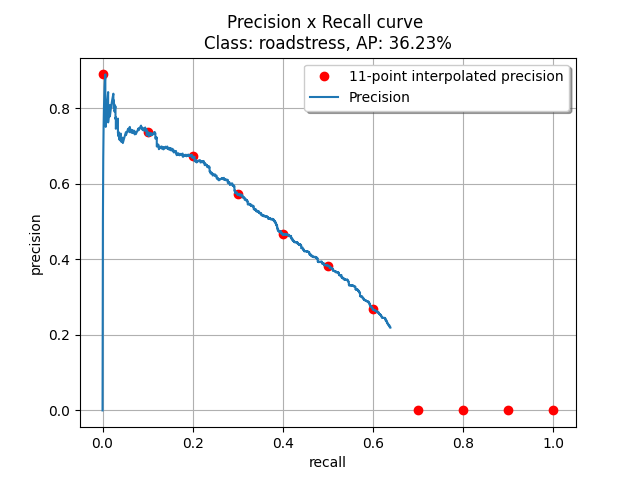 Precision x Recall curve
Class: roadstress, AP: 36.23%
11-point interpolated precision
Precision
0.8
0.6
0.4
0.2
0.0
precision
0.0 0.2 0.4 0.6 0.8 1.0
recall